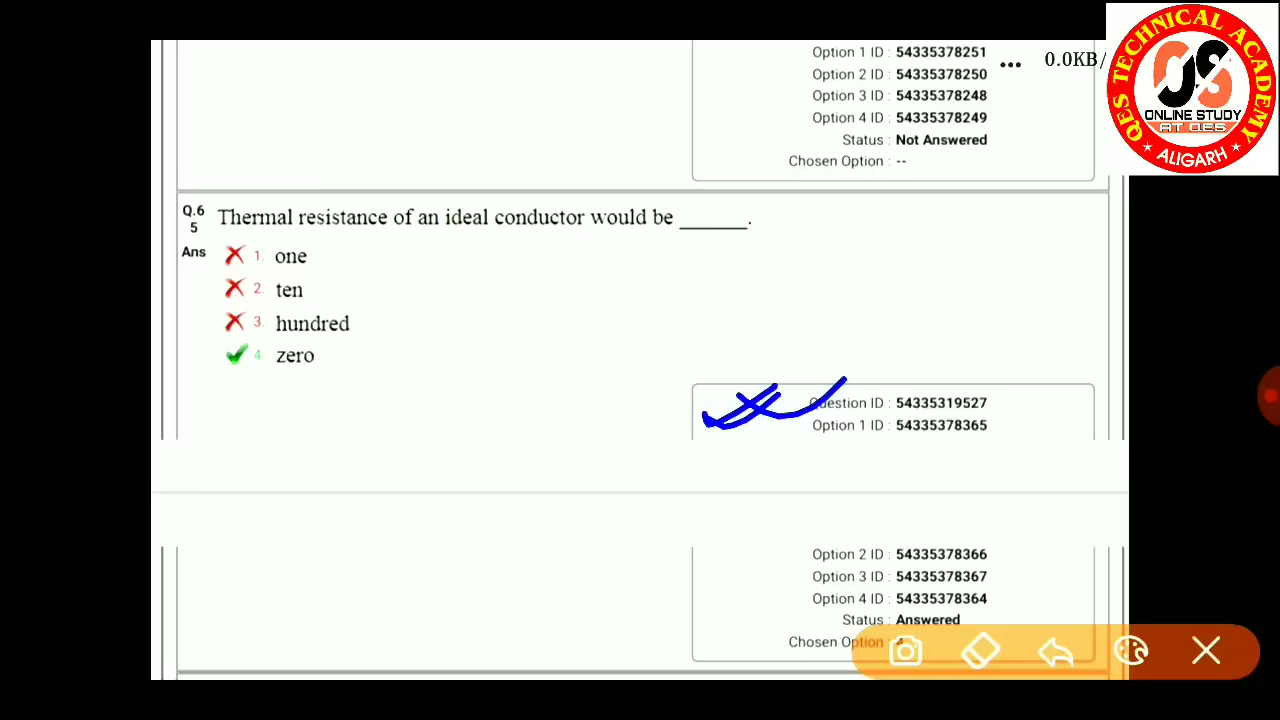 Option 1 ID : 54335378251
... 0.0KB/
Option 2 ID : 54335378250
Option 3 ID : 54335378248
Option 4 ID : 54335378249
Status : Not Answered
Chosen Option : --
QES TECHNICAL ACADEMY
QS
ONLINE STUDY
AT QES
★ ALIGARH ★
Q.6
5
Thermal resistance of an ideal conductor would be ______.
Ans
1. one
2. ten
3. hundred
4. zero
Question ID : 54335319527
Option 1 ID : 54335378365
Option 2 ID : 54335378366
Option 3 ID : 54335378367
Option 4 ID : 54335378364
Status : Answered
Chosen Option :